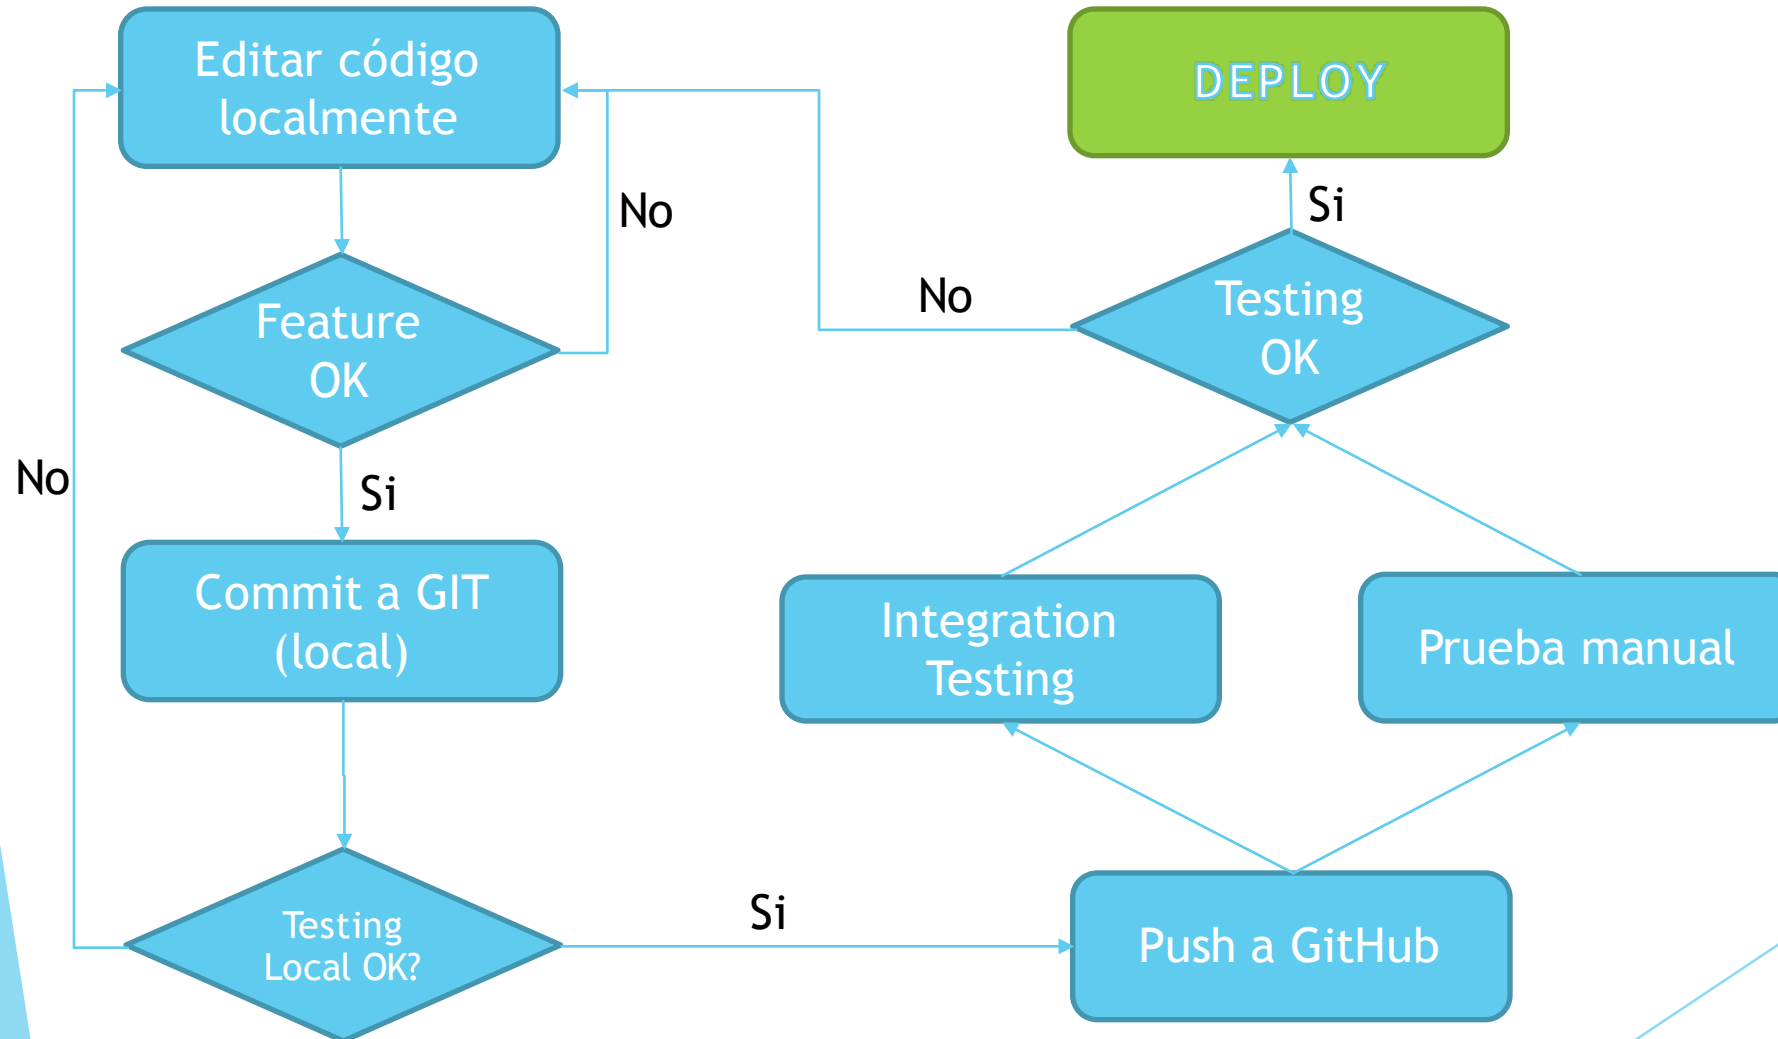 Editar código
localmente
No
Feature
OK
No
Si
Commit a GIT
(local)
Testing
Local OK?
Si
DEPLOY
Si
Testing
OK
No
Integration
Testing
Prueba manual
Push a GitHub